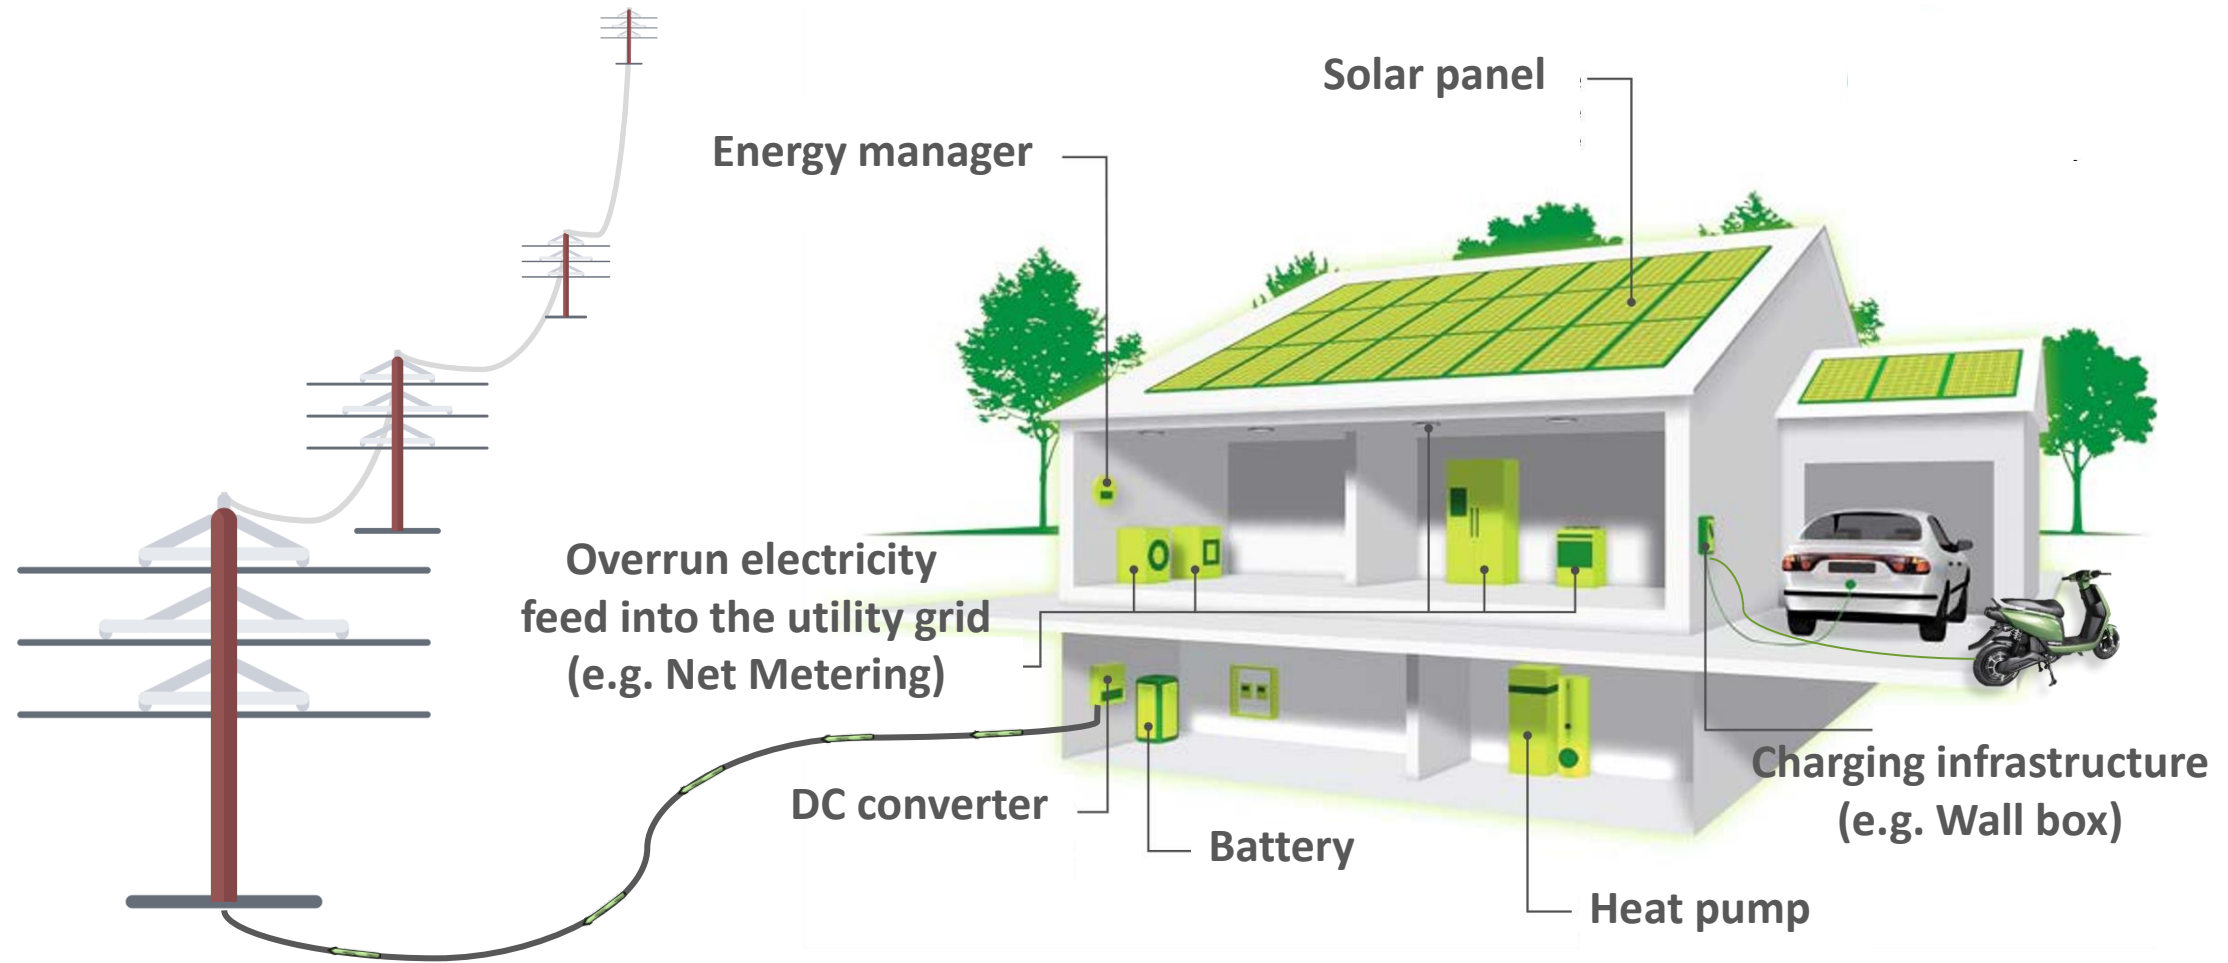 Solar panel
Energy manager
Overrun electricity
feed into the utility grid
(e.g. Net Metering)
DC converter
Battery
Heat pump
Charging infrastructure
(e.g. Wall box)